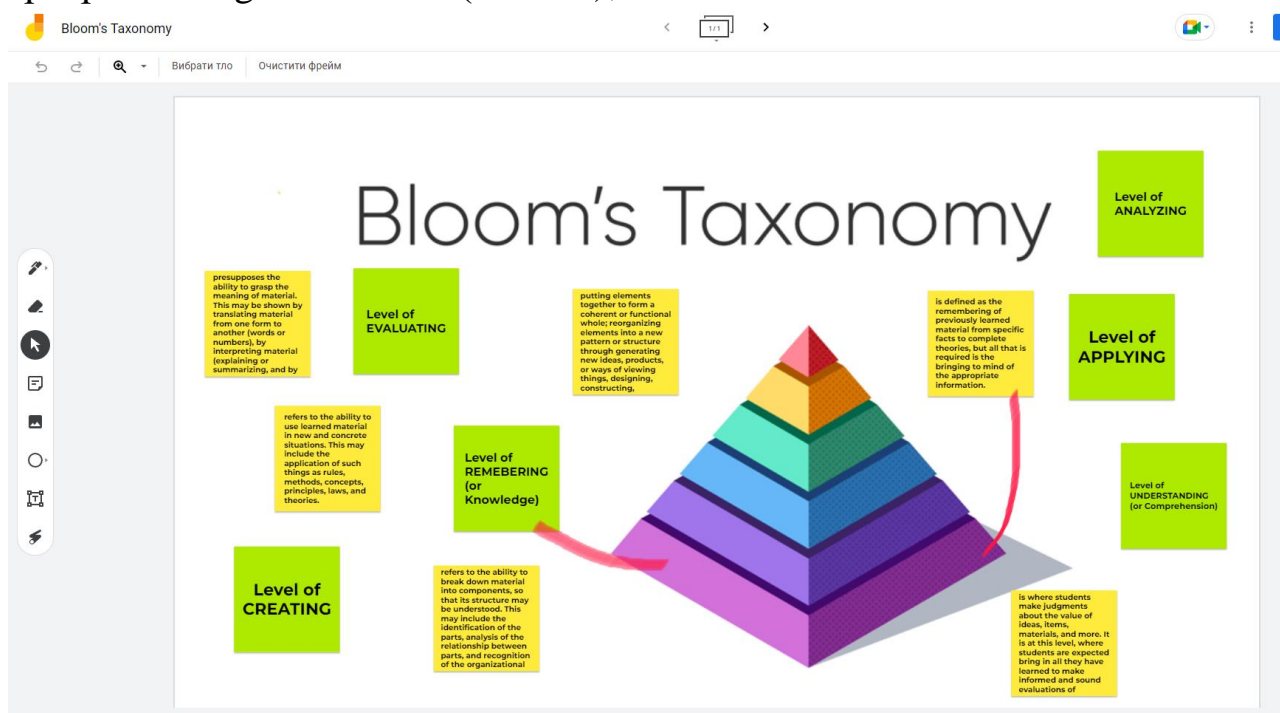 Bloom's Taxonomy
1/1
Вибрати тло
Очистити фрейм
Bloom's Taxonomy
Level of
ANALYZING
presupposes the
ability to grasp the
meaning of material.
This may be shown by
translating material
from one form to
another (words or
numbers), by
interpreting material
(explaining or
summarizing, and by
Level of
EVALUATING
putting elements
together to form a
coherent or functional
whole; reorganizing
elements into a new
pattern or structure
through generating
new ideas, products,
or ways of viewing
things, designing,
constructing,
is defined as the
remembering of
previously learned
material from specific
facts to complete
theories, but all that is
required is the
bringing to mind of
the appropriate
information.
Level of
APPLYING
refers to the ability to
use learned material
in new and concrete
situations. This may
include the
application of such
things as rules,
methods, concepts,
principles, laws, and
theories.
Level of
REMEBERING
(or
Knowledge)
Level of
UNDERSTANDING
(or Comprehension)
Level of
CREATING
refers to the ability to
break down material
into components, so
that its structure may
be understood. This
may include the
identification of the
parts, analysis of the
relationship between
parts, and recognition
of the organizational
is where students
make judgments
about the value of
ideas, items,
materials, and more. It
is at this level, where
students are expected
bring in all they have
learned to make
informed and sound
evaluations of